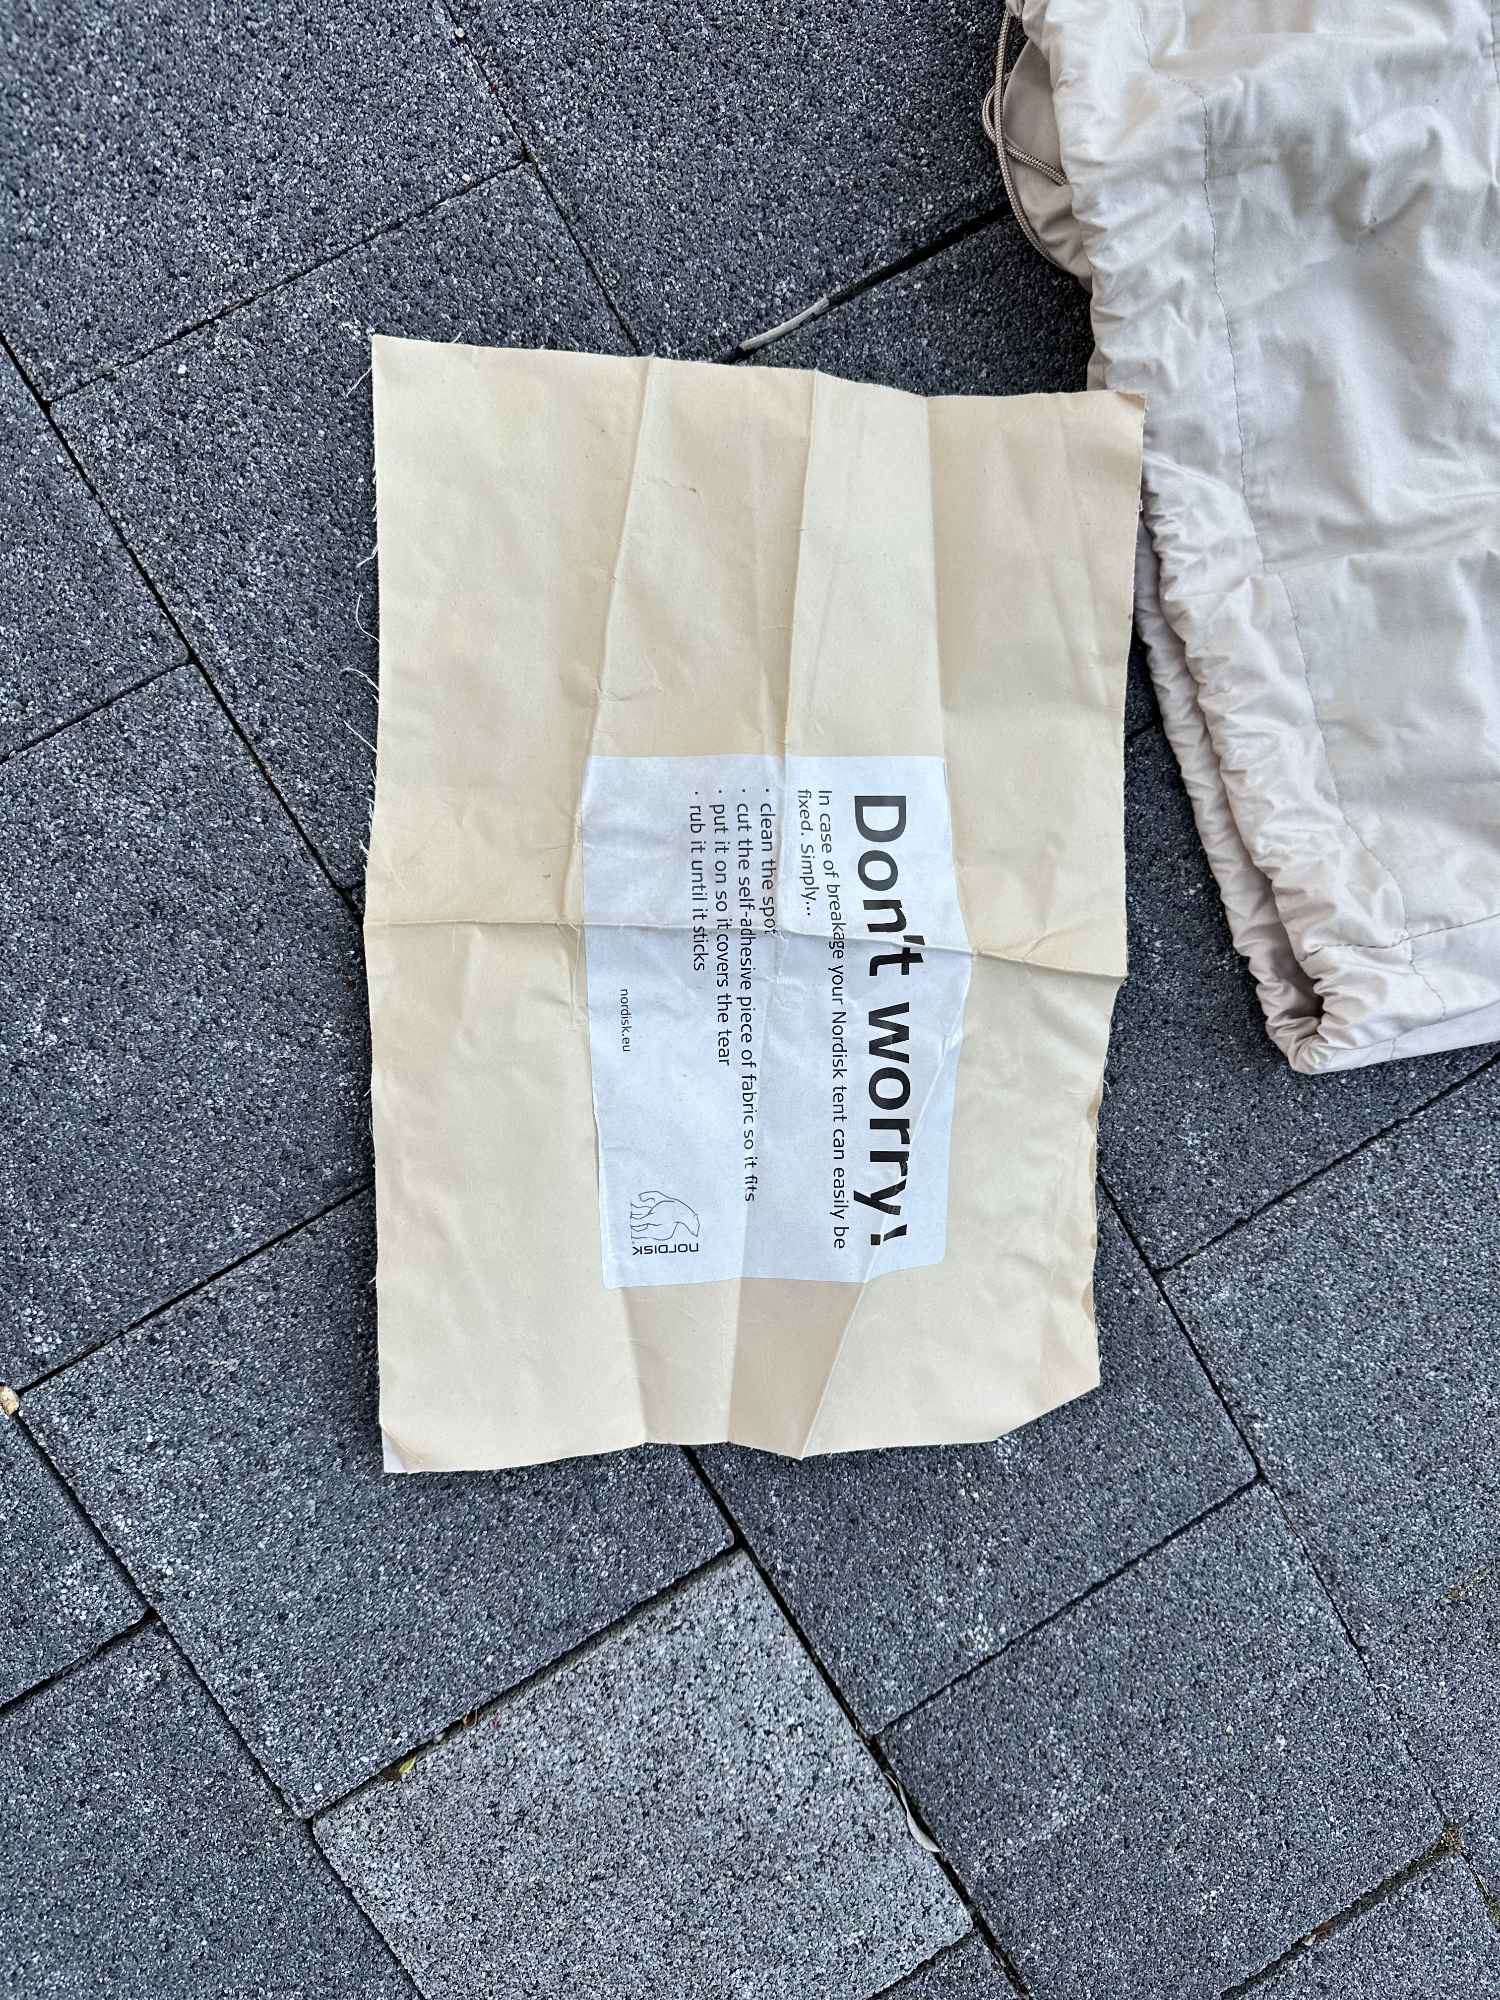 Don't worry!
In case of breakage your Nordisk tent can easily be
fixed. Simply...
· clean the spot
· cut the self-adhesive piece of fabric so it fits
· put it on so it covers the tear
· rub it until it sticks
nordisk.eu
NORDISK